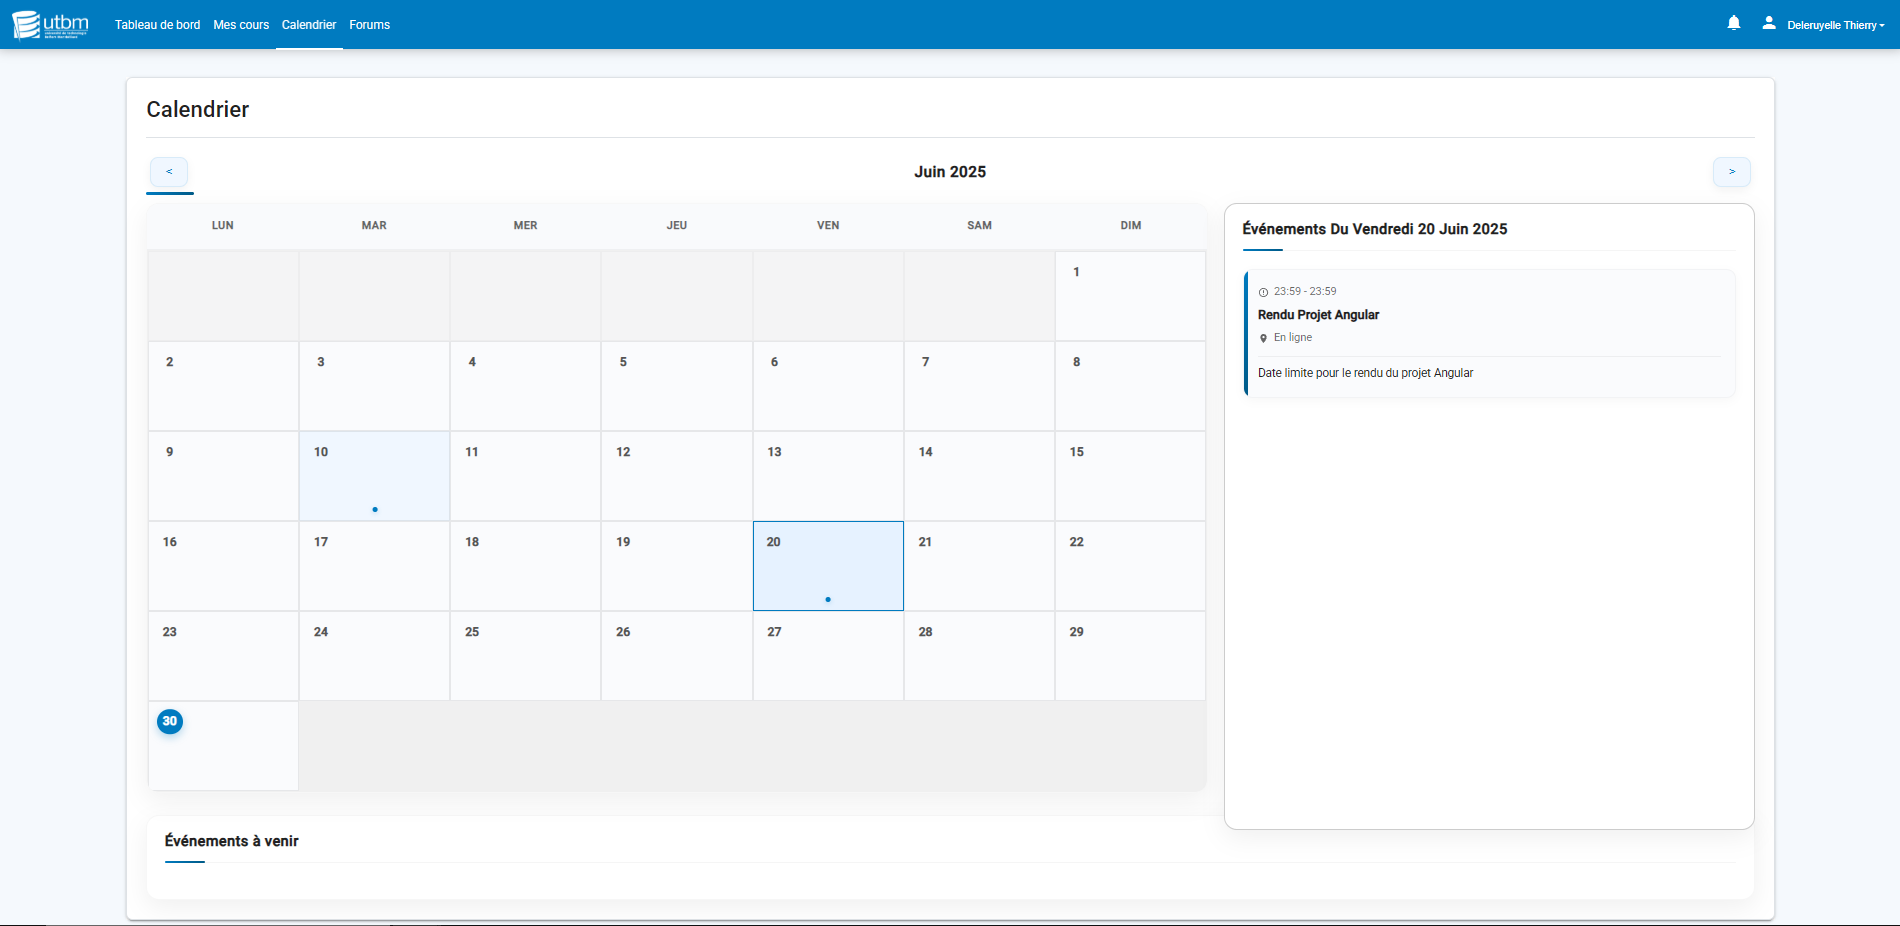 utbm
Tableau de bord Mes cours Calendrier Forums Deleruyelle Thierry
Calendrier
< Juin 2025 >
LUN MAR MER JEU VEN SAM DIM
1
2 3 4 5 6 7 8
9 10 11 12 13 14 15
16 17 18 19 20 21 22
23 24 25 26 27 28 29
30
Événements Du Vendredi 20 Juin 2025
23:59 - 23:59
Rendu Projet Angular
En ligne
Date limite pour le rendu du projet Angular
Événements à venir